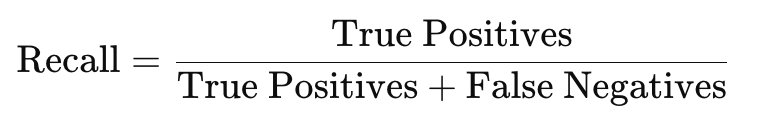 True Positives
Recall =
True Positives + False Negatives